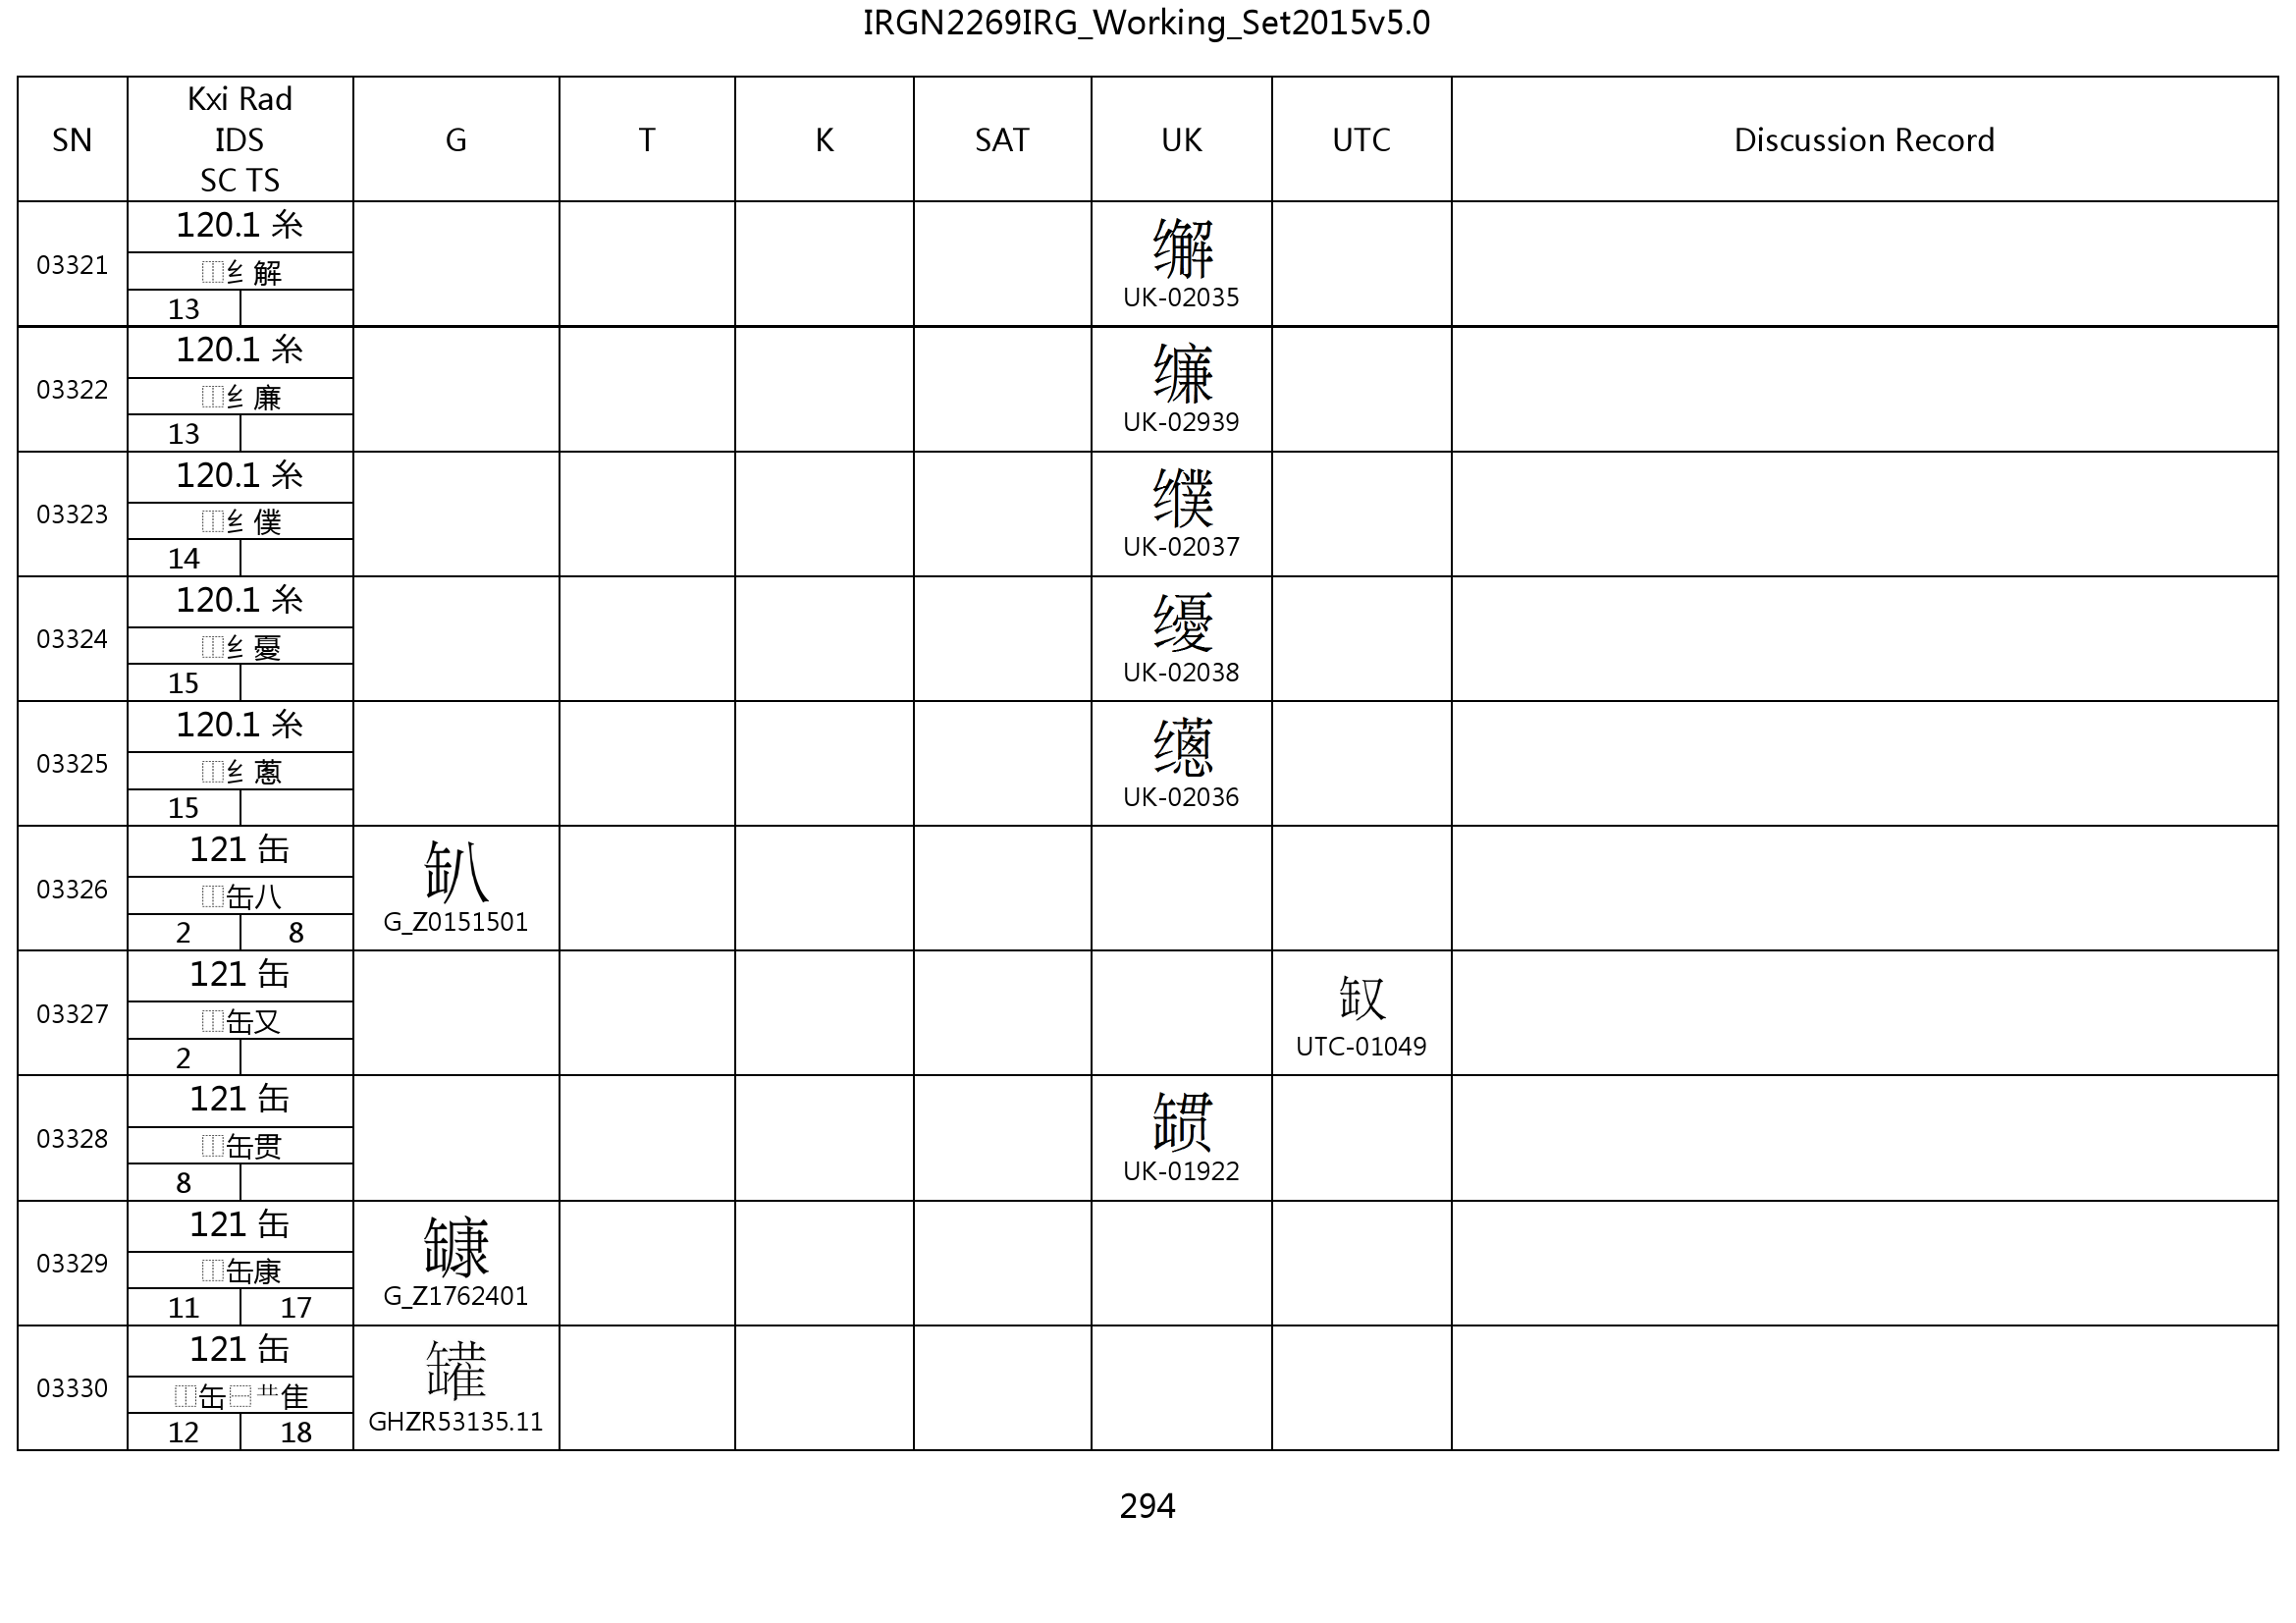 IRGN2269IRG_Working_Set2015v5.0
SN Kxi Rad IDS SC TS G T K SAT UK UTC Discussion Record
03321
120.1 糸
⿰纟解
13
UK-02035
03322
120.1 糸
⿰纟廉
13
UK-02939
03323
120.1 糸
⿰纟僕
14
UK-02037
03324
120.1 糸
⿰纟憂
15
UK-02038
03325
120.1 糸
⿰纟蔥
15
UK-02036
03326
121 缶
⿰缶八
2 8
G_Z0151501
03327
121 缶
⿰缶又
2
UTC-01049
03328
121 缶
⿰缶贯
8
UK-01922
03329
121 缶
⿰缶康
11 17
G_Z1762401
03330
121 缶
⿰缶⿱龷隹
12 18
GHZR53135.11
294